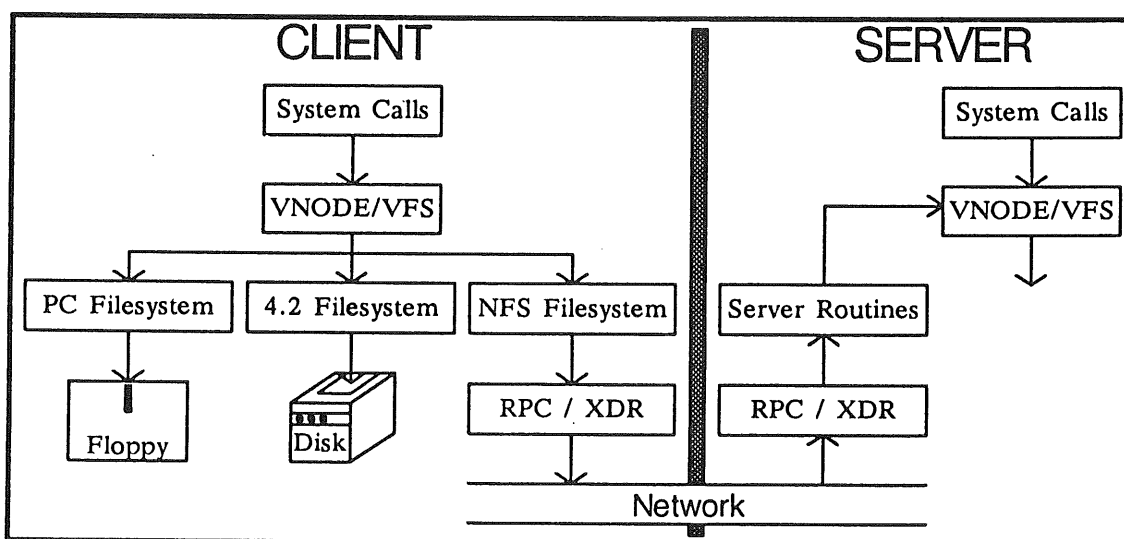 CLIENT
SERVER
System Calls
System Calls
VNODE/VFS
VNODE/VFS
PC Filesystem
4.2 Filesystem
NFS Filesystem
Server Routines
Floppy
Disk
RPC / XDR
RPC / XDR
Network